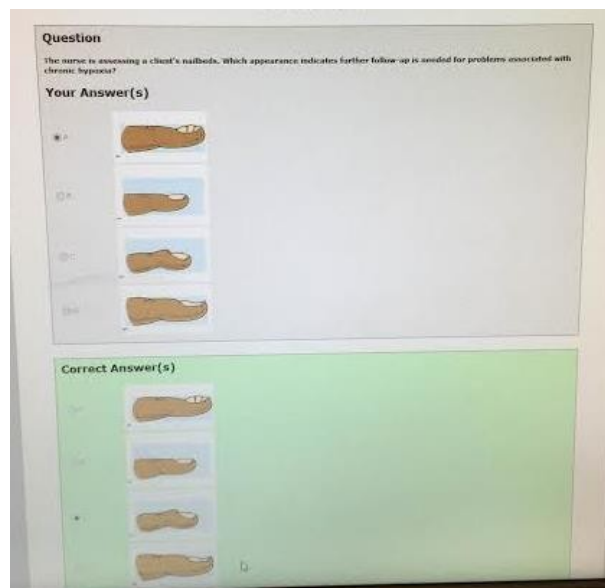 Question
The nurse is assessing a client's nailbeds. Which appearance indicates further follow-up is needed for problems associated with
chronic hypoxia?
Your Answer(s)
A
B
C
Correct Answer(s)